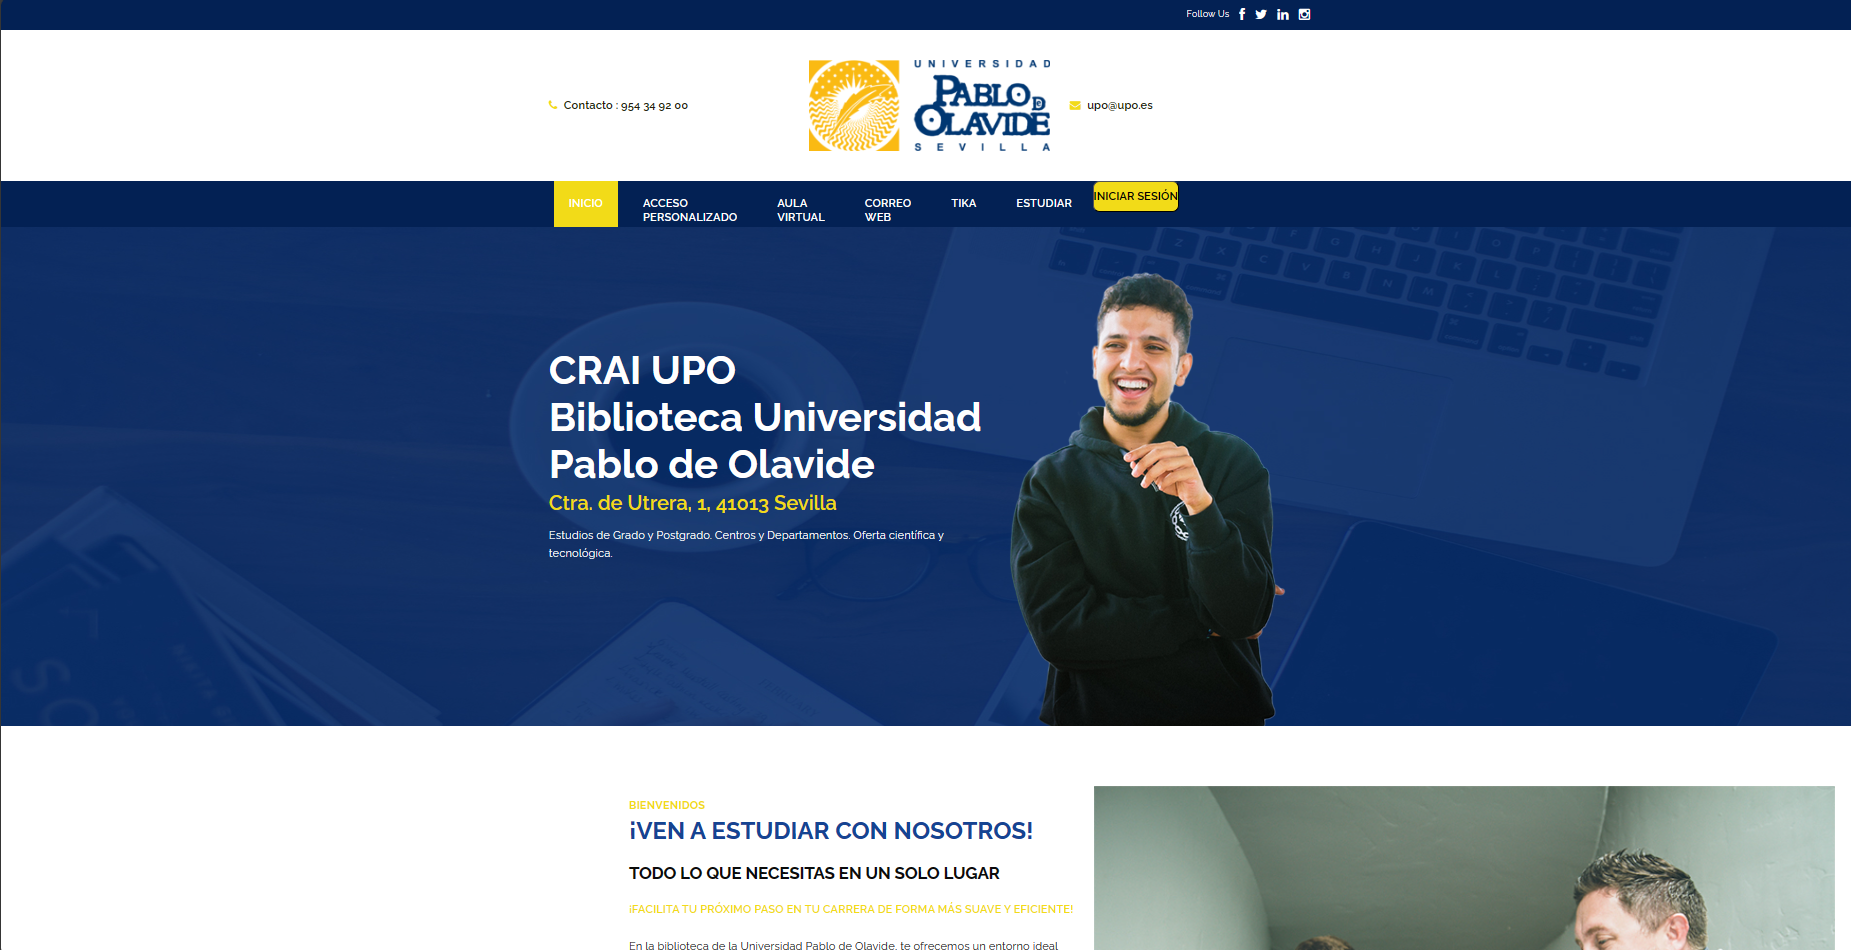 Follow Us
Contacto : 954 34 92 00
UNIVERSIDAD
PABLO DE
OLAVIDE
SEVILLA
upo@upo.es
INICIO
ACCESO
PERSONALIZADO
AULA
VIRTUAL
CORREO
WEB
TIKA
ESTUDIAR
INICIAR SESIÓN
CRAI UPO
Biblioteca Universidad
Pablo de Olavide
Ctra. de Utrera, 1, 41013 Sevilla
Estudios de Grado y Postgrado. Centros y Departamentos. Oferta científica y
tecnológica.
BIENVENIDOS
¡VEN A ESTUDIAR CON NOSOTROS!
TODO LO QUE NECESITAS EN UN SOLO LUGAR
¡FACILITA TU PRÓXIMO PASO EN TU CARRERA DE FORMA MÁS SUAVE Y EFICIENTE!
En la biblioteca de la Universidad Pablo de Olavide, te ofrecemos un entorno ideal